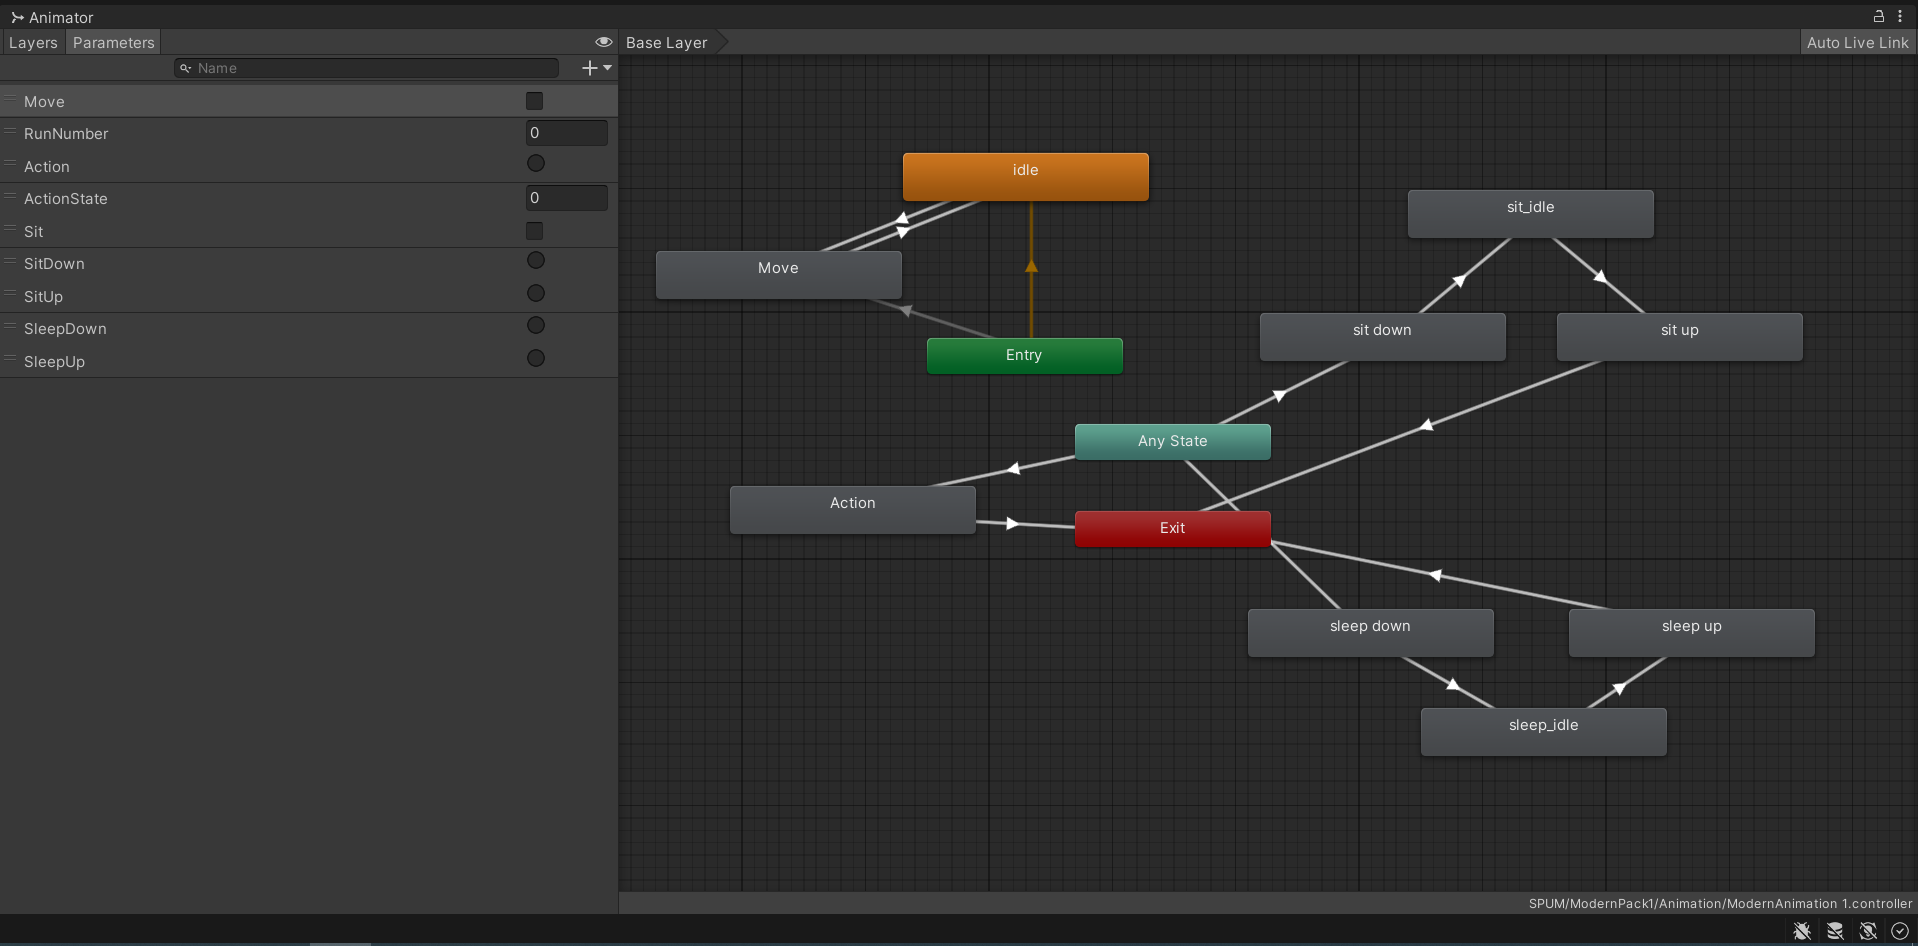 Animator
Layers Parameters
Base Layer
Auto Live Link
Name
Move
RunNumber 0
Action
ActionState 0
Sit
SitDown
SitUp
SleepDown
SleepUp
idle
Move
Entry
sit_idle
sit down
sit up
Any State
Action
Exit
sleep down
sleep up
sleep_idle
SPUM/ModernPack1/Animation/ModernAnimation 1.controller